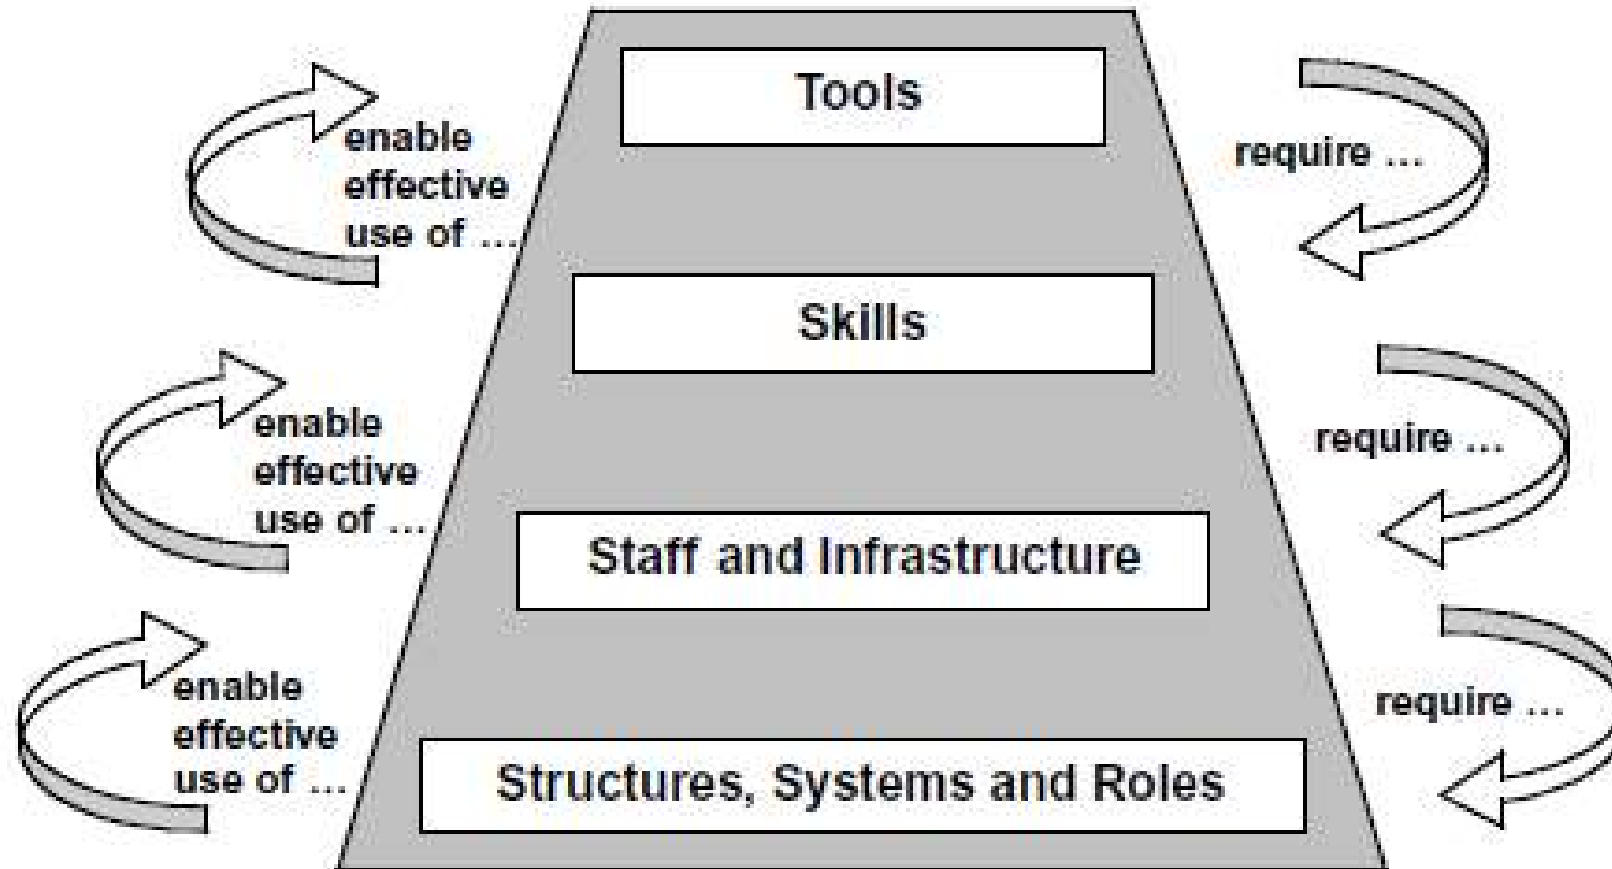 Tools
enable
effective
use of ...
require ...
Skills
enable
effective
use of ...
require ...
Staff and Infrastructure
enable
effective
use of ...
require ...
Structures, Systems and Roles